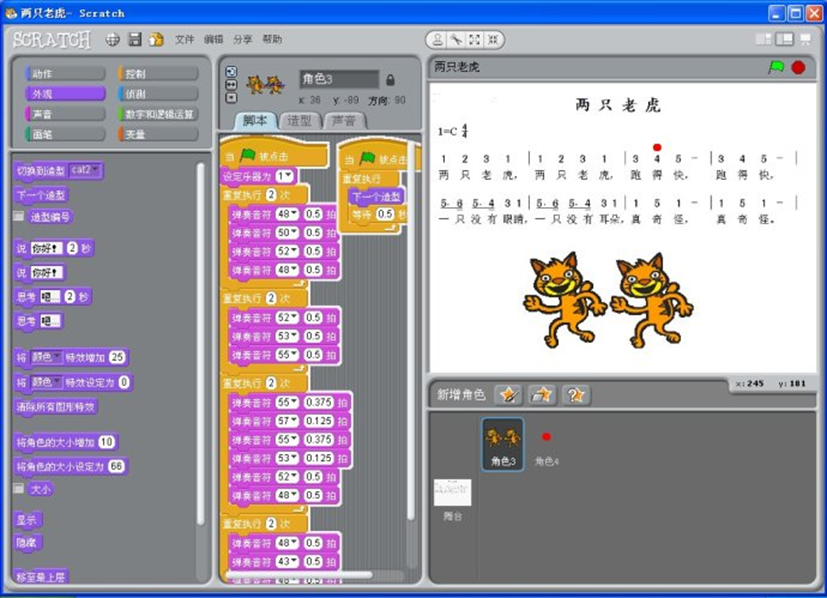 两只老虎- Scratch
SCRATCH
文件 编辑 分享 帮助
动作 控制
外观 侦测
声音 数字和逻辑运算
画笔 变量
切换到造型 cat2
下一个造型
造型编号
说 你好! 2 秒
说 你好!
思考 嗯... 2 秒
思考 嗯...
将 颜色 特效增加 25
将 颜色 特效设定为 0
清除所有图形特效
将角色的大小增加 10
将角色的大小设定为 66
大小
显示
隐藏
移至最上层
角色3
x: 36 y: -89 方向: 90
脚本 造型 声音
当 被点击
设定乐器为 1
重复执行 2 次
弹奏音符 48 0.5 拍
弹奏音符 50 0.5 拍
弹奏音符 52 0.5 拍
弹奏音符 48 0.5 拍
重复执行 2 次
弹奏音符 52 0.5 拍
弹奏音符 53 0.5 拍
弹奏音符 55 0.5 拍
重复执行 2 次
弹奏音符 55 0.375 拍
弹奏音符 57 0.125 拍
弹奏音符 55 0.375 拍
弹奏音符 53 0.125 拍
弹奏音符 52 0.5 拍
弹奏音符 48 0.5 拍
重复执行 2 次
弹奏音符 48 0.5 拍
弹奏音符 43 0.5 拍
当 被点击
重复执行
下一个造型
等待 0.5 秒
两只老虎
两 只 老 虎
1=C 4/4
1 2 3 1 | 1 2 3 1 | 3 4 5 - | 3 4 5 - |
两 只 老 虎, 两 只 老 虎, 跑 得 快, 跑 得 快,
5· 6 5· 4 3 1 | 5· 6 5· 4 3 1 | 1 5 1 - | 1 5 1 - |
一 只 没 有 眼睛, 一 只 没 有 耳朵, 真 奇 怪, 真 奇 怪。
x: 245 y: 181
新增角色
角色3 角色4
舞台